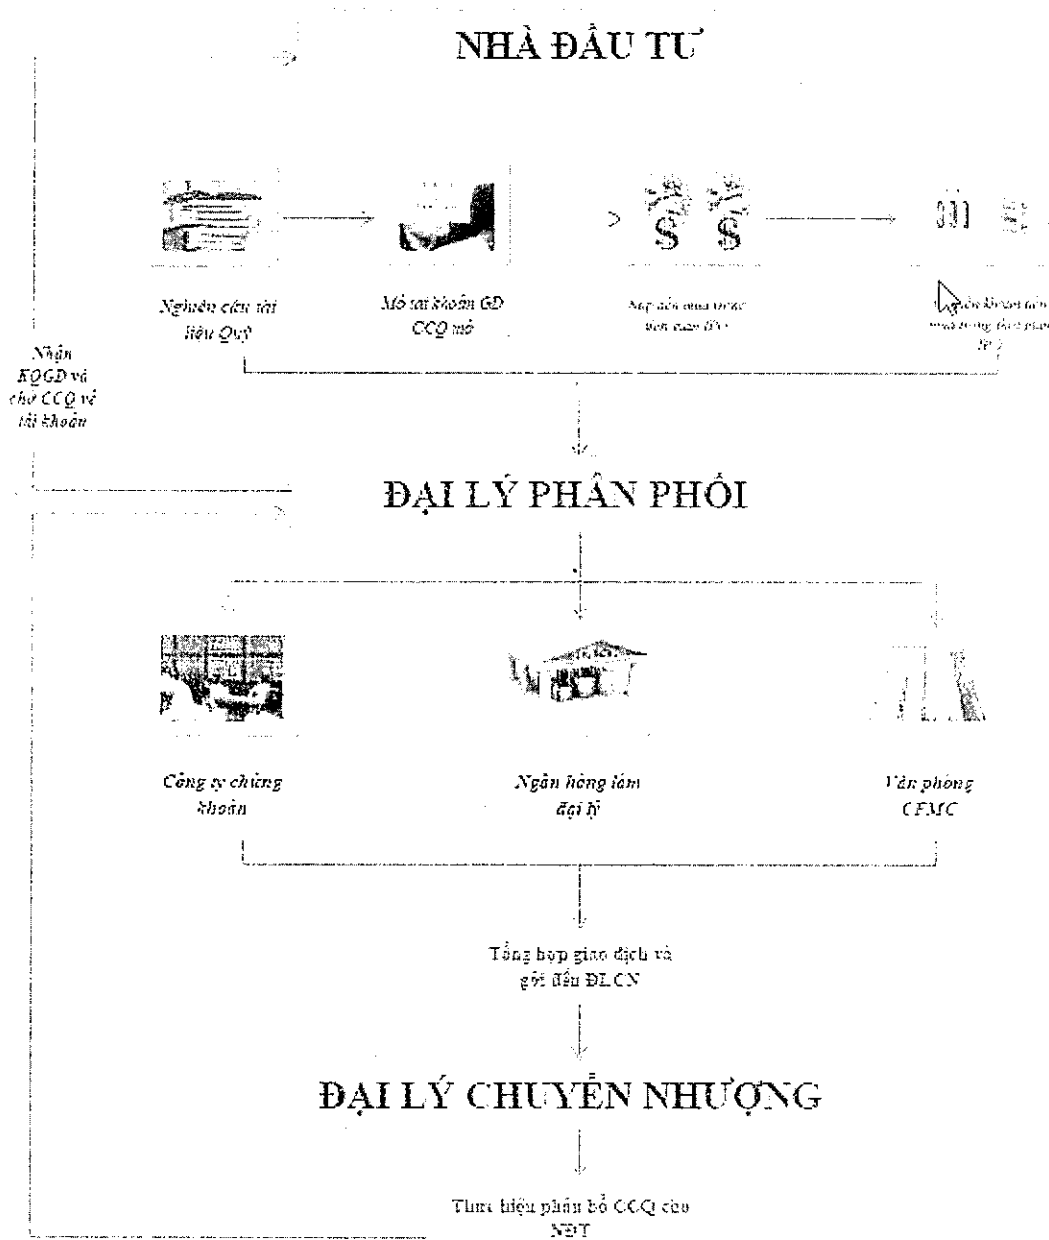 NHÀ ĐẦU TƯ
Nghiên cứu tài
liệu Quỹ
Mở tài khoản GD
CCQ mở
Nhận
KQGD và
chờ CCQ về
tài khoản
ĐẠI LÝ PHÂN PHỐI
Công ty chứng
khoán
Ngân hàng làm
đại lý
Văn phòng
CFMC
Tổng hợp giao dịch và
gởi đến ĐLCN
ĐẠI LÝ CHUYỂN NHƯỢNG
Thực hiện phân bổ CCQ cho
NĐT